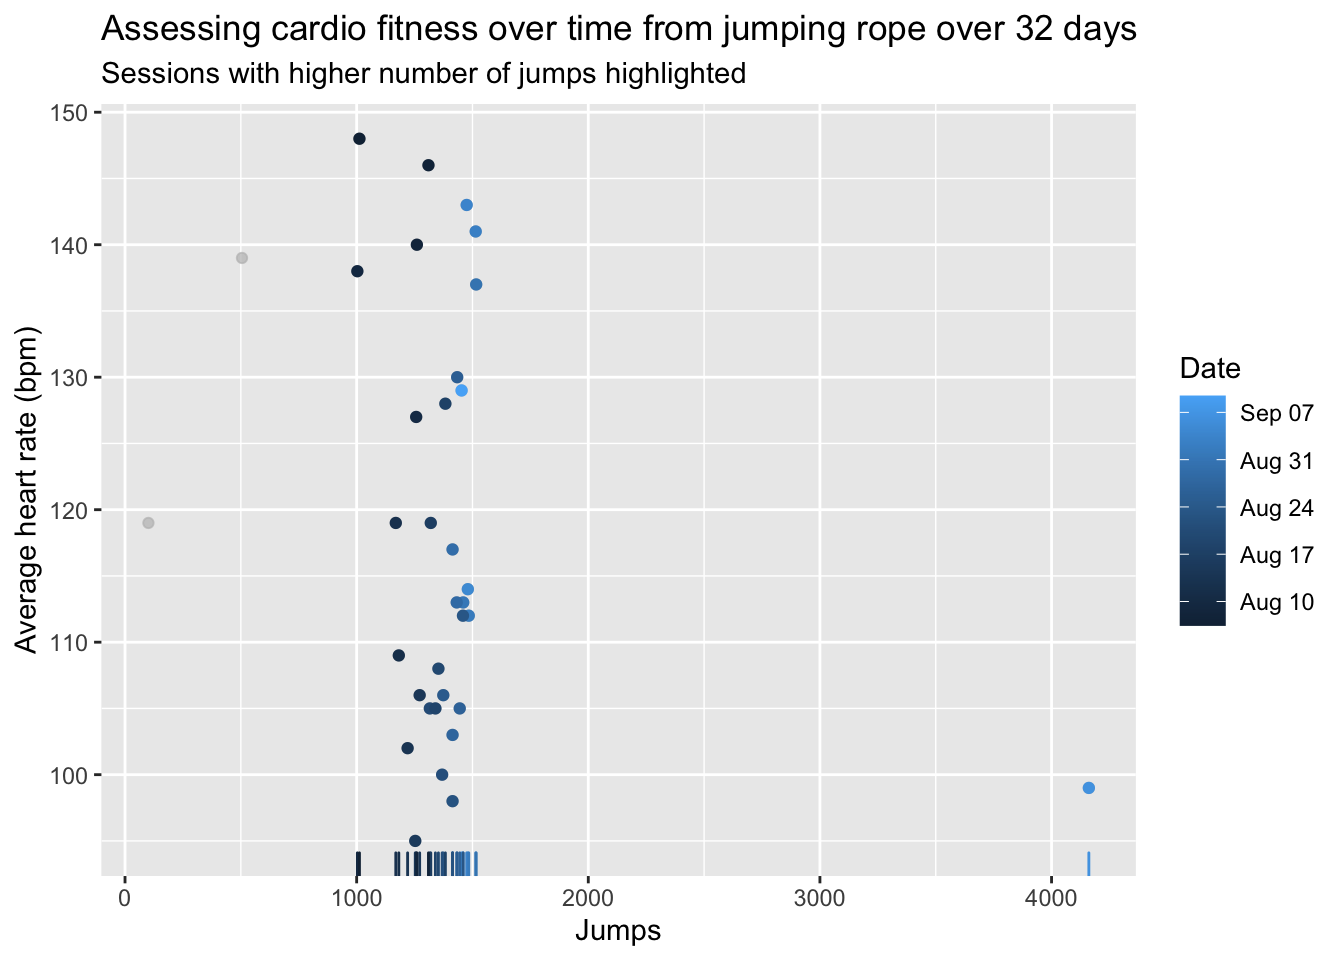 Assessing cardio fitness over time from jumping rope over 32 days
Sessions with higher number of jumps highlighted
Average heart rate (bpm)
150
140
130
120
110
100
0
1000
2000
3000
4000
Jumps
Date
Sep 07
Aug 31
Aug 24
Aug 17
Aug 10